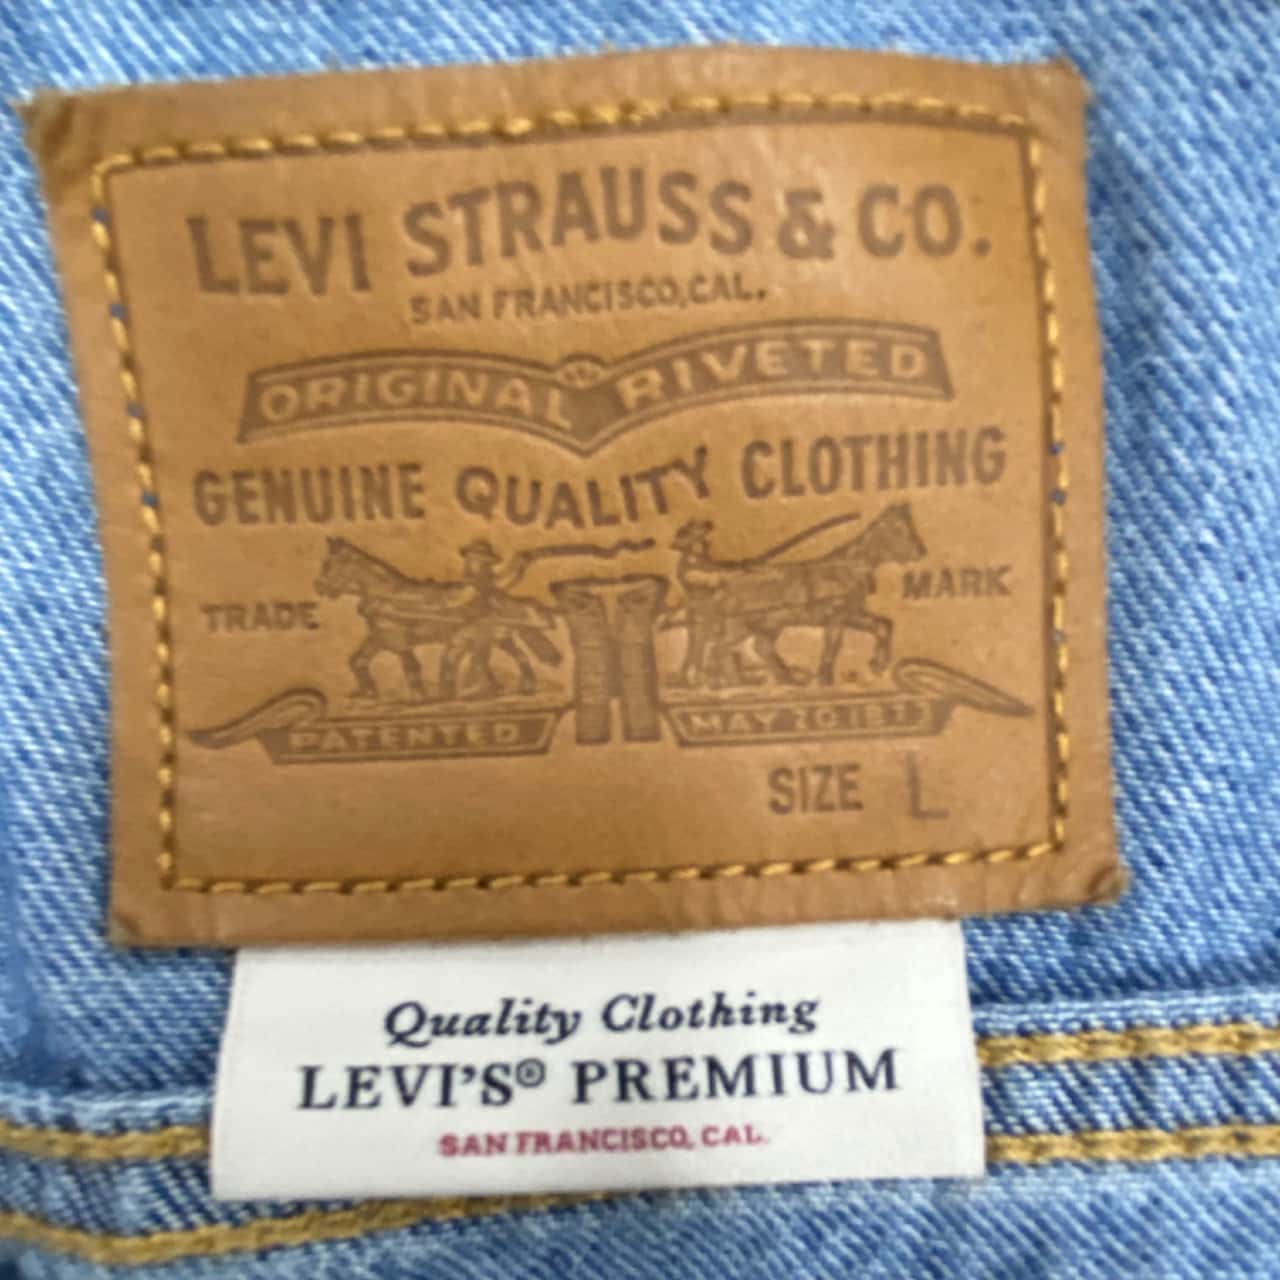 LEVI STRAUSS & CO.
SAN FRANCISCO, CAL.
ORIGINAL RIVETED
GENUINE QUALITY CLOTHING
TRADE MARK
PATENTED MAY 20 1873
SIZE L
Quality Clothing
LEVI'S® PREMIUM
SAN FRANCISCO, CAL.